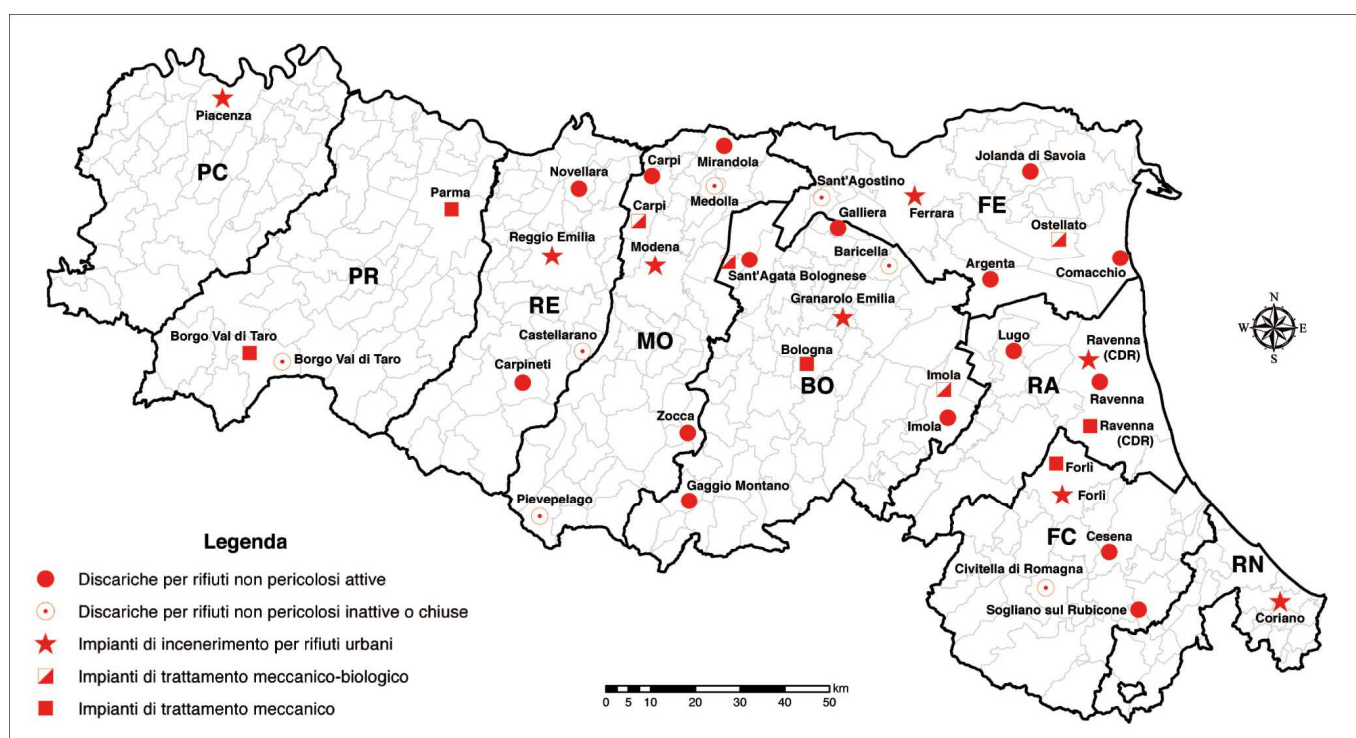 Piacenza
PC
Parma
PR
Borgo Val di Taro
Borgo Val di Taro
Novellara
Reggio Emilia
RE
Castellarano
Carpineti
Pievepelago
Carpi
Mirandola
Medolla
Carpi
Modena
MO
Zocca
Sant'Agostino
Galliera
Baricella
Sant'Agata Bolognese
Granarolo Emilia
Bologna
BO
Imola
Imola
Gaggio Montano
Jolanda di Savoia
Ferrara
FE
Ostellato
Argenta
Comacchio
Lugo
RA
Ravenna
(CDR)
Ravenna
Ravenna
(CDR)
Forlì
Forlì
FC
Cesena
Civitella di Romagna
Sogliano sul Rubicone
RN
Coriano
N
W
E
S
Legenda
Discariche per rifiuti non pericolosi attive
Discariche per rifiuti non pericolosi inattive o chiuse
Impianti di incenerimento per rifiuti urbani
Impianti di trattamento meccanico-biologico
Impianti di trattamento meccanico
km
0 5 10 20 30 40 50